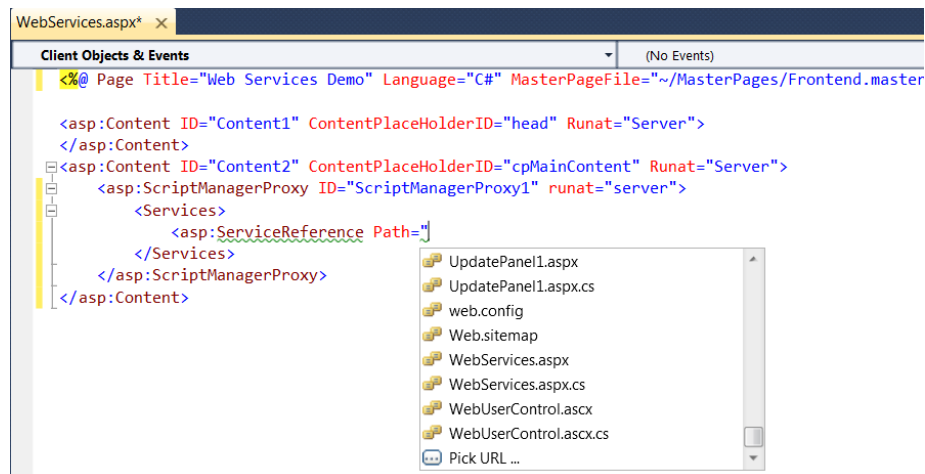 WebServices.aspx*
Client Objects & Events
(No Events)
<%@ Page Title="Web Services Demo" Language="C#" MasterPageFile="~/MasterPages/Frontend.master
<asp:Content ID="Content1" ContentPlaceHolderID="head" Runat="Server">
</asp:Content>
<asp:Content ID="Content2" ContentPlaceHolderID="cpMainContent" Runat="Server">
<asp:ScriptManagerProxy ID="ScriptManagerProxy1" runat="server">
<Services>
<asp:ServiceReference Path="
</Services>
</asp:ScriptManagerProxy>
</asp:Content>
UpdatePanel1.aspx
UpdatePanel1.aspx.cs
web.config
Web.sitemap
WebServices.aspx
WebServices.aspx.cs
WebUserControl.ascx
WebUserControl.ascx.cs
Pick URL ...